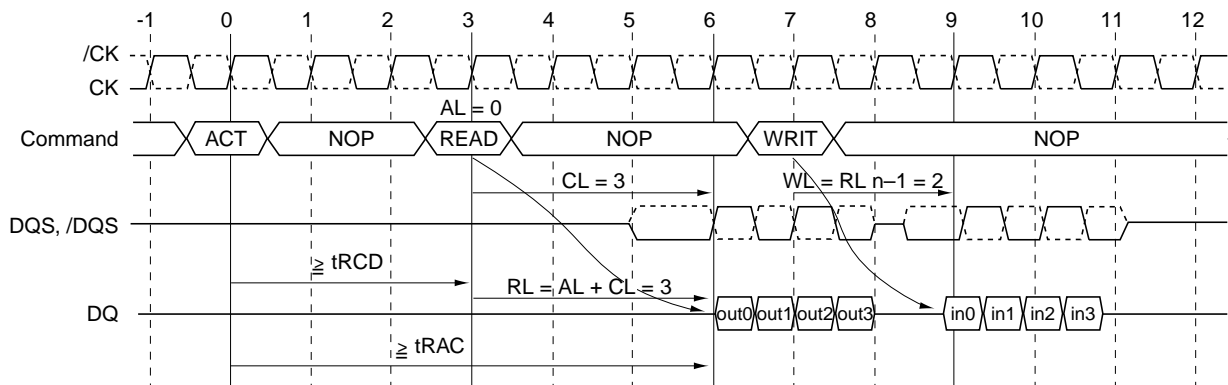 -1 0 1 2 3 4 5 6 7 8 9 10 11 12
/CK
CK
AL = 0
Command ACT NOP READ NOP WRIT NOP
CL = 3 WL = RL n–1 = 2
DQS, /DQS
≧ tRCD
RL = AL + CL = 3
DQ out0 out1 out2 out3 in0 in1 in2 in3
≧ tRAC